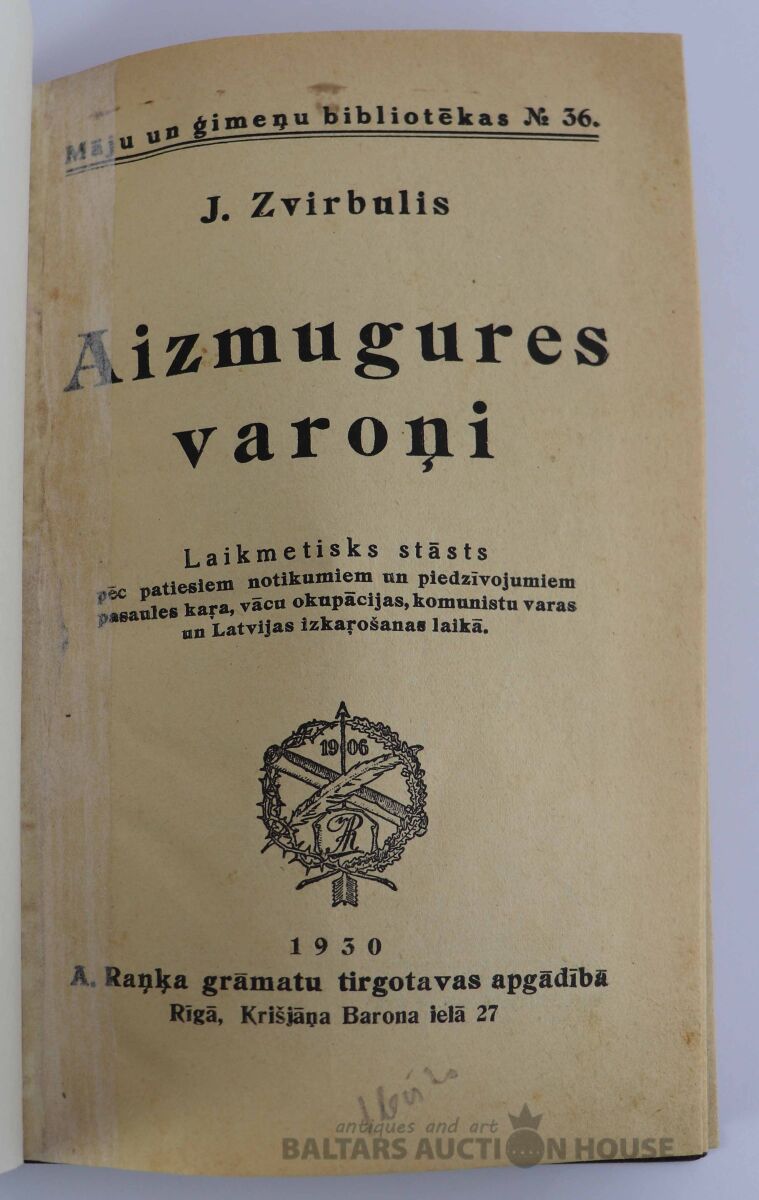 Māju un ģimeņu bibliotēkas № 36.
J. Zvirbulis
Aizmugures
varoņi
Laikmetisks stāsts
pēc patiesiem notikumiem un piedzīvojumiem
pasaules kaŗa, vācu okupācijas, komunistu varas
un Latvijas izkaŗošanas laikā.
1906
1930
A. Raņķa grāmatu tirgotavas apgādībā
Rīgā, Krišjāņa Barona ielā 27
antiques and art
BALTARS AUCTION HOUSE